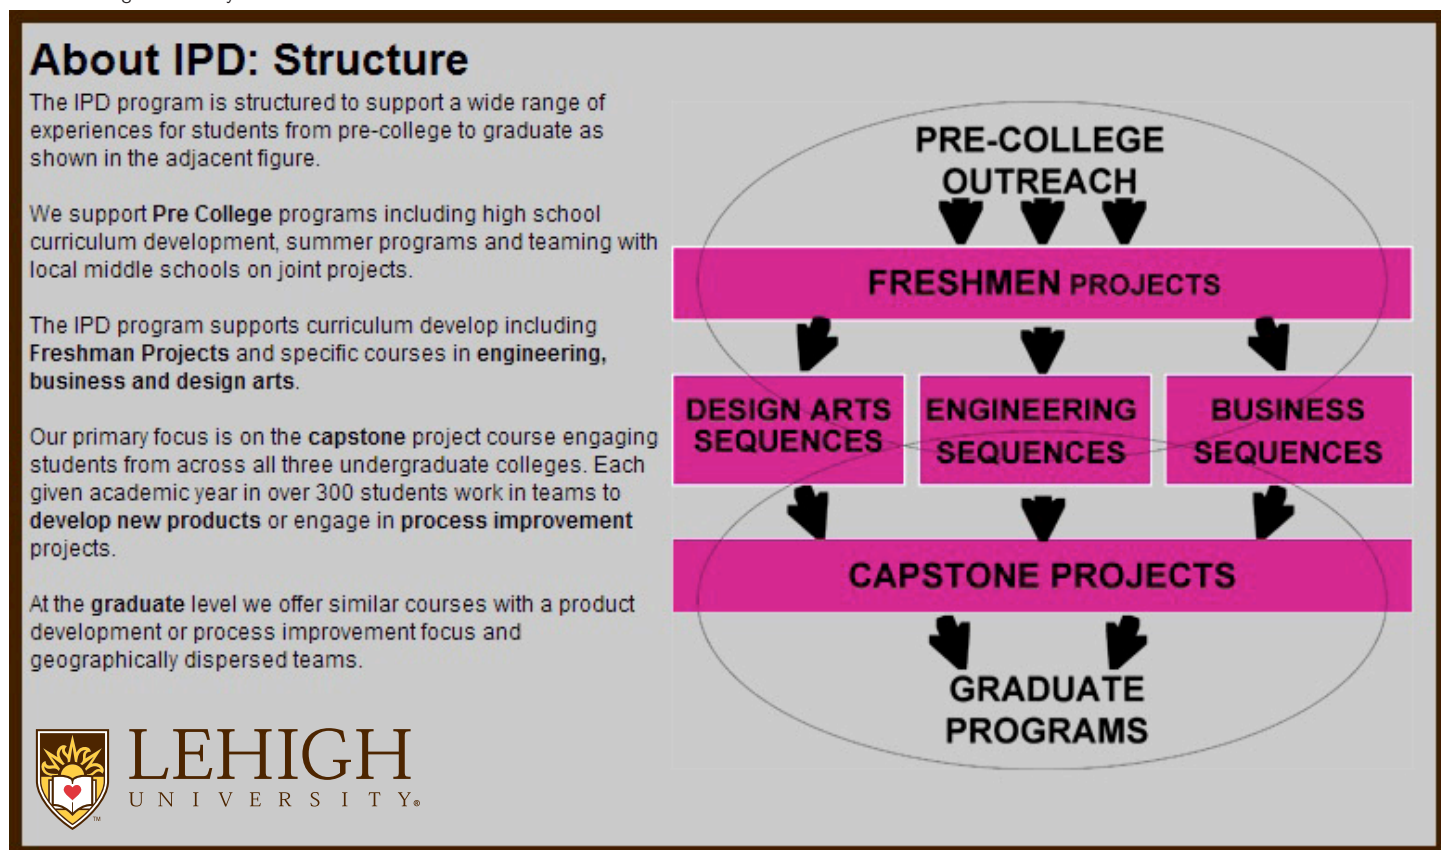 About IPD: Structure
The IPD program is structured to support a wide range of
experiences for students from pre-college to graduate as
shown in the adjacent figure.
We support Pre College programs including high school
curriculum development, summer programs and teaming with
local middle schools on joint projects.
The IPD program supports curriculum develop including
Freshman Projects and specific courses in engineering,
business and design arts.
Our primary focus is on the capstone project course engaging
students from across all three undergraduate colleges. Each
given academic year in over 300 students work in teams to
develop new products or engage in process improvement
projects.
At the graduate level we offer similar courses with a product
development or process improvement focus and
geographically dispersed teams.
PRE-COLLEGE
OUTREACH
FRESHMEN PROJECTS
DESIGN ARTS
SEQUENCES
ENGINEERING
SEQUENCES
BUSINESS
SEQUENCES
CAPSTONE PROJECTS
GRADUATE
PROGRAMS
LEHIGH
UNIVERSITY®
TM